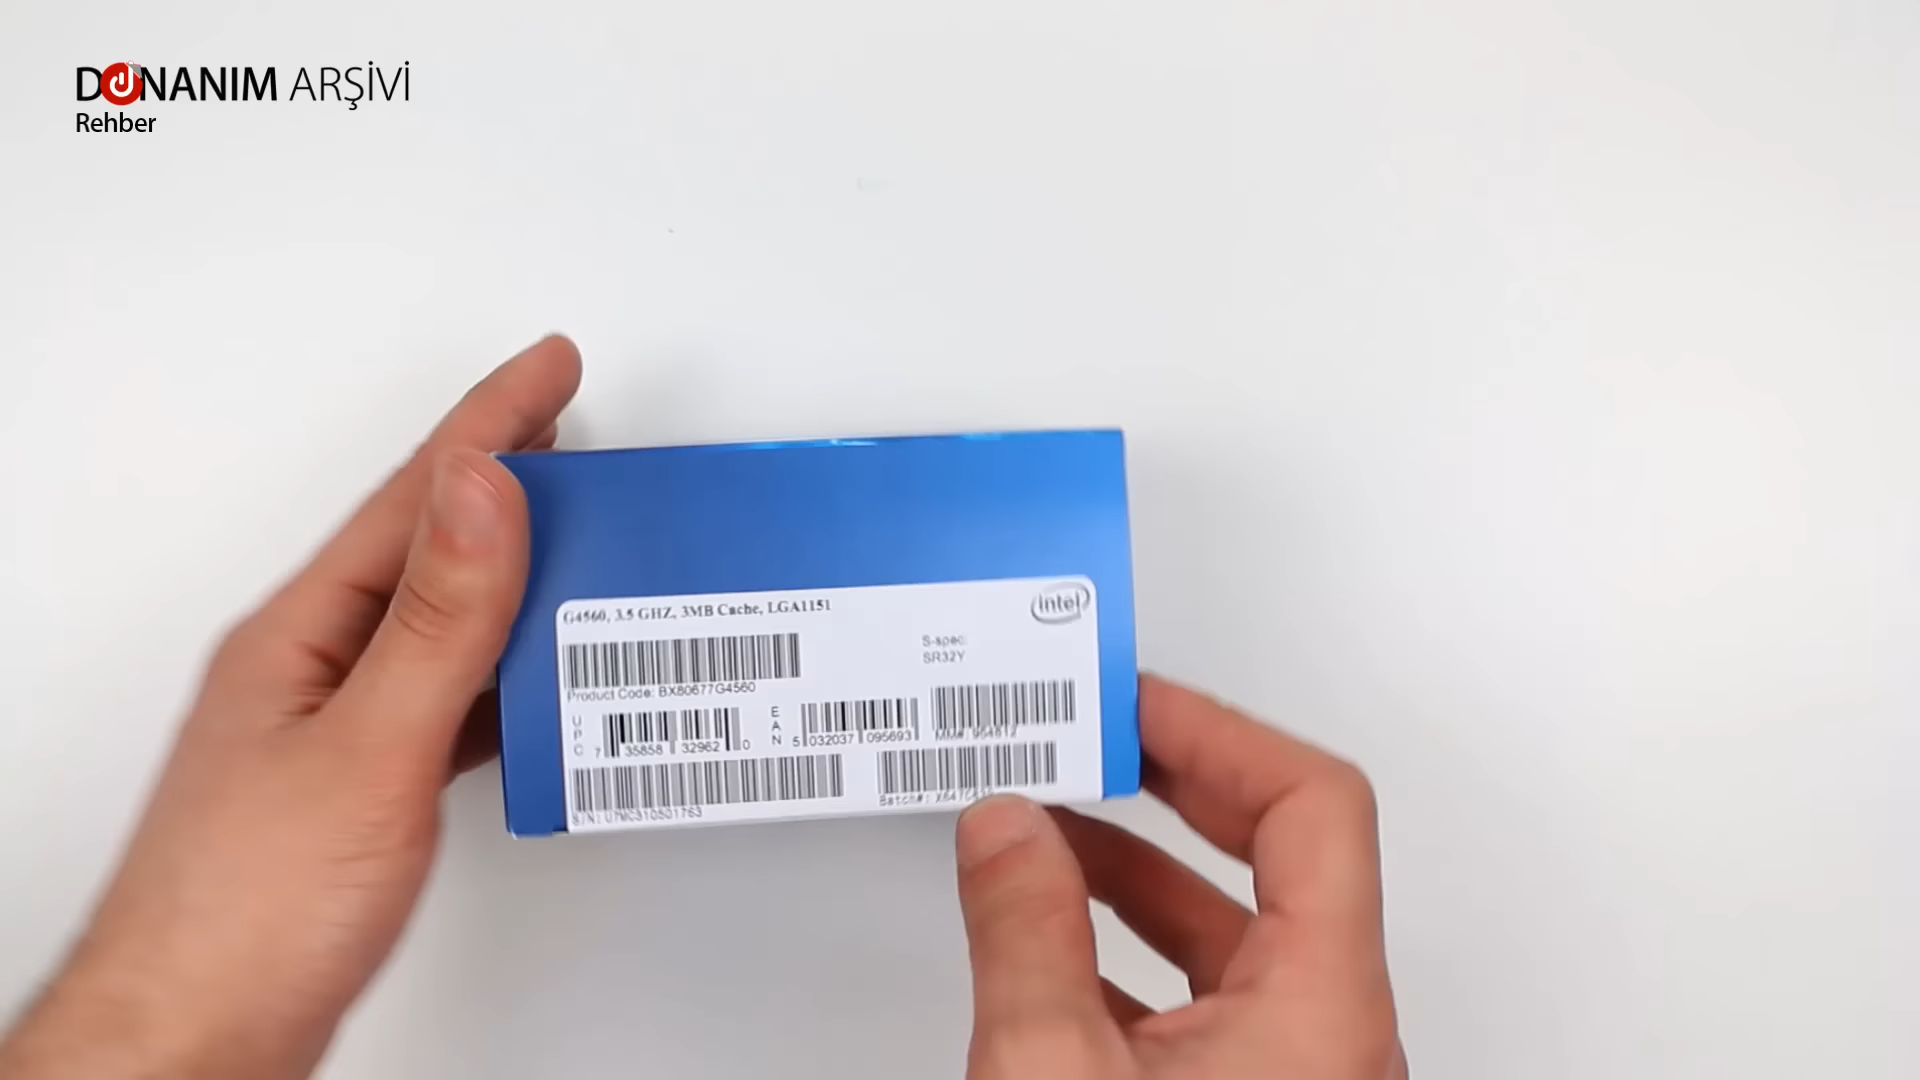 DONANIM ARŞİVİ
Rehber
G4560, 3.5 GHZ, 3MB Cache, LGA1151
intel
S-spec:
SR32Y
Product Code: BX80677G4560
UPC 7 35858 32962 0
EAN 5 032037 095693
MM#: 954812
S/N: U7MC310501763
Batch#: